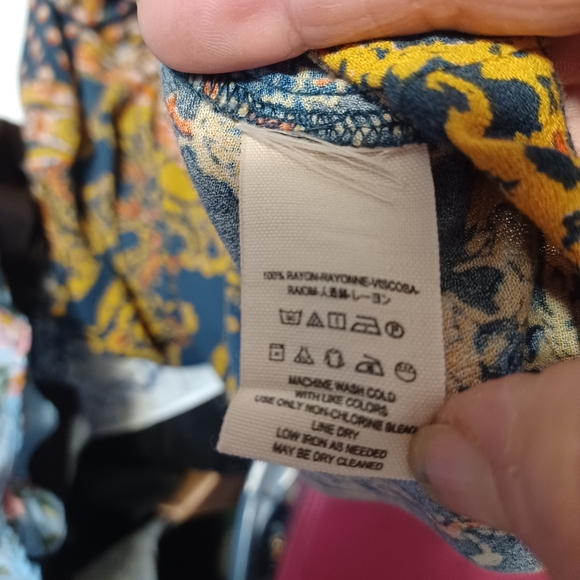 100% RAYON-RAYONNE-VISCOSA-
RAIOM-人造絲-レーヨン
MACHINE WASH COLD
WITH LIKE COLORS
USE ONLY NON-CHLORINE BLEACH
LINE DRY
LOW IRON AS NEEDED
MAY BE DRY CLEANED